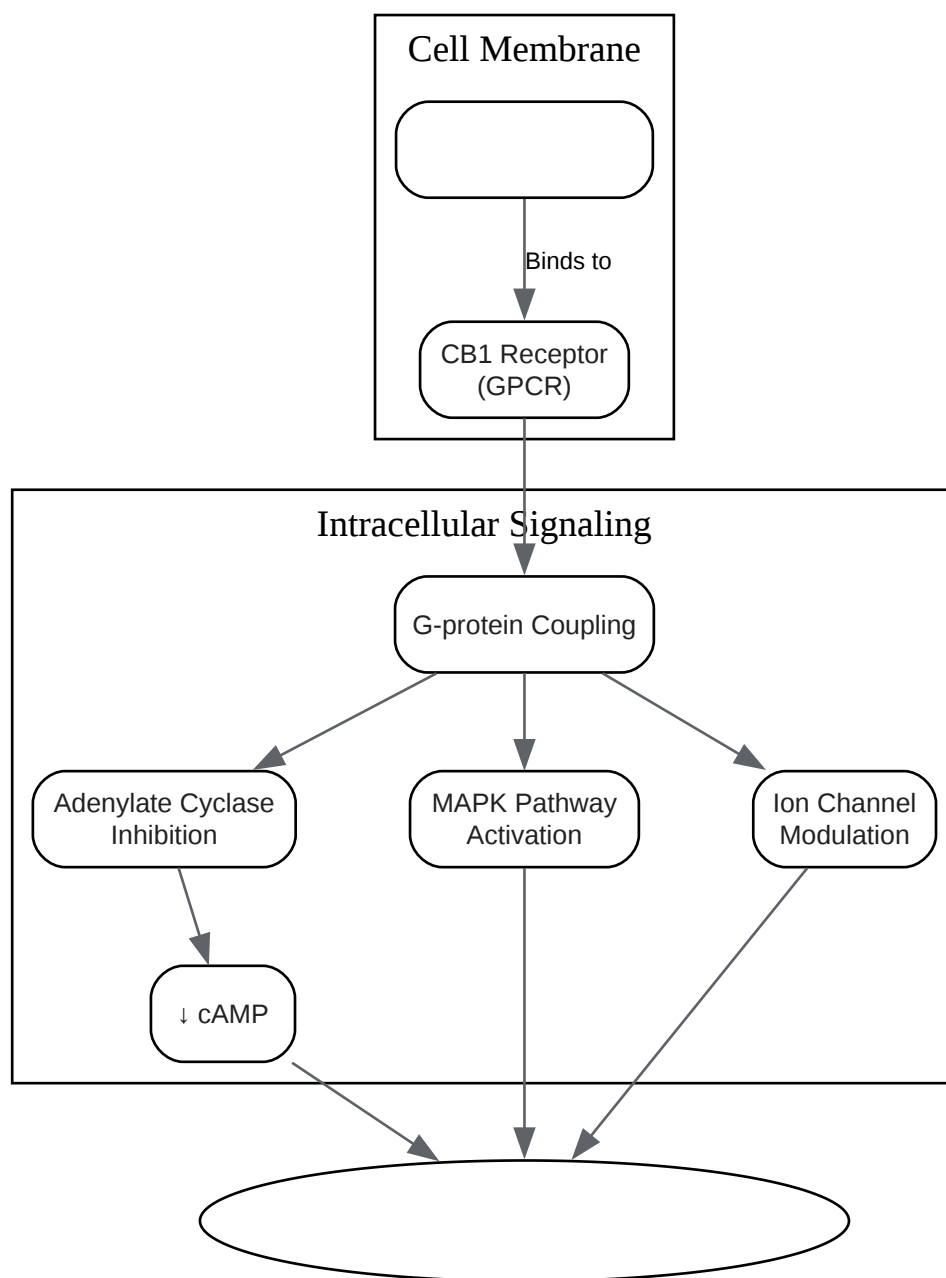 Cell Membrane
Binds to
CB1 Receptor
(GPCR)
Intracellular Signaling
G-protein Coupling
Adenylate Cyclase
Inhibition
MAPK Pathway
Activation
Ion Channel
Modulation
↓ cAMP